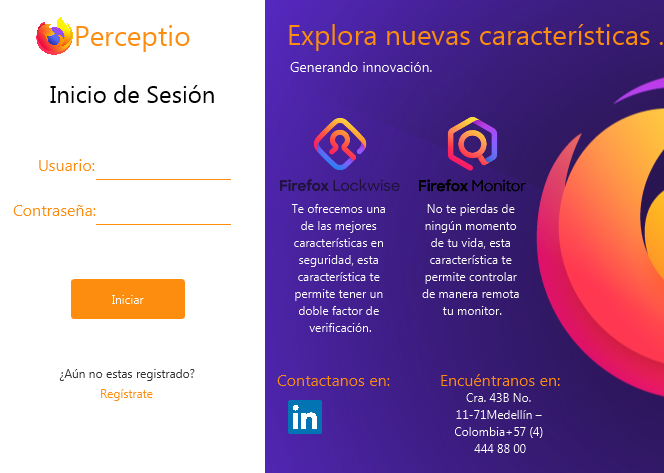 Perceptio
Inicio de Sesión
Usuario:
Contraseña:
Iniciar
¿Aún no estas registrado?
Regístrate
Explora nuevas características .
Generando innovación.
Firefox Lockwise
Te ofrecemos una
de las mejores
características en
seguridad, esta
característica te
permite tener un
doble factor de
verificación.
Firefox Monitor
No te pierdas de
ningún momento
de tu vida, esta
característica te
permite controlar
de manera remota
tu monitor.
Contactanos en:
in
Encuéntranos en:
Cra. 43B No.
11-71Medellín –
Colombia+57 (4)
444 88 00